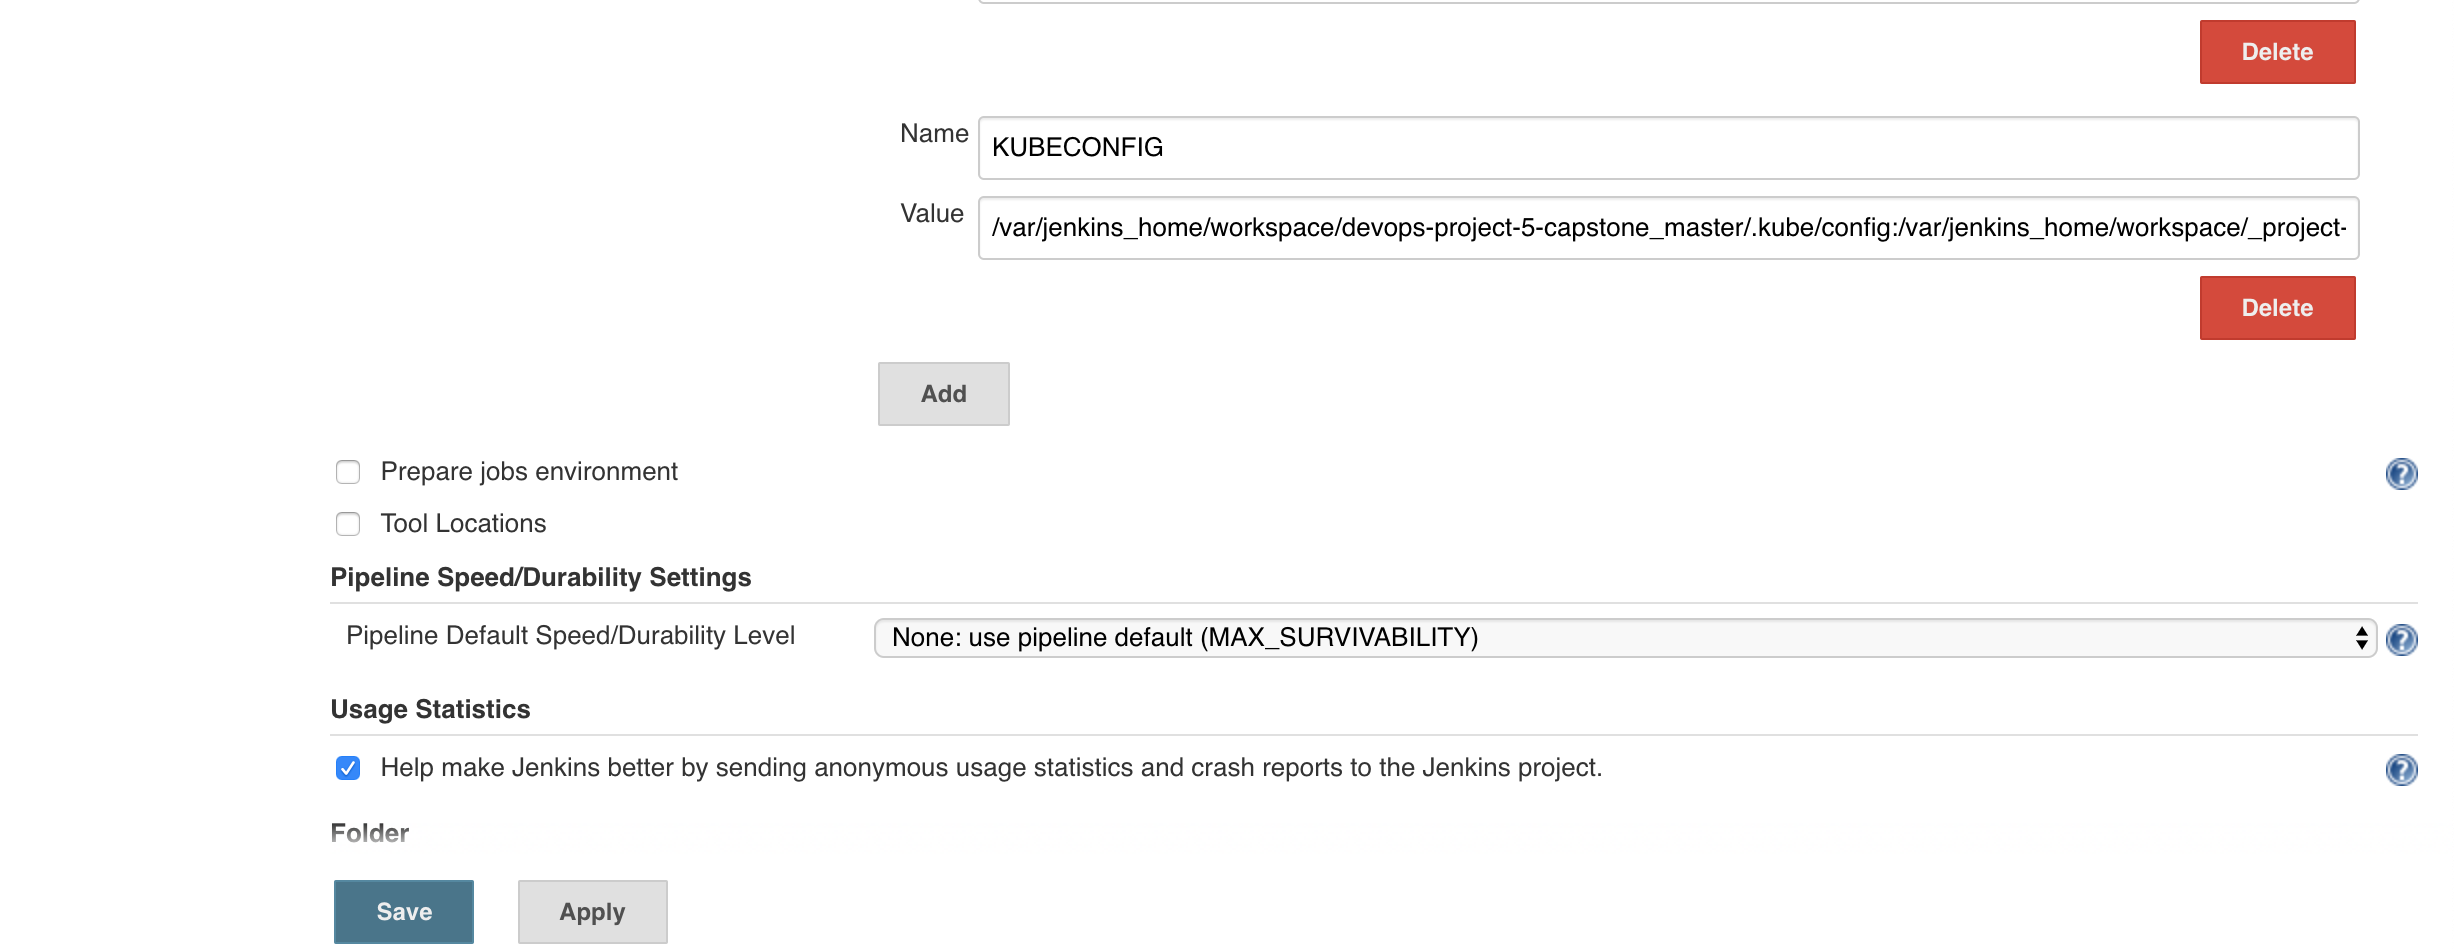 Delete
Name KUBECONFIG
Value /var/jenkins_home/workspace/devops-project-5-capstone_master/.kube/config:/var/jenkins_home/workspace/_project-
Delete
Add
Prepare jobs environment
Tool Locations
Pipeline Speed/Durability Settings
Pipeline Default Speed/Durability Level None: use pipeline default (MAX_SURVIVABILITY)
Usage Statistics
Help make Jenkins better by sending anonymous usage statistics and crash reports to the Jenkins project.
Folder
Save Apply